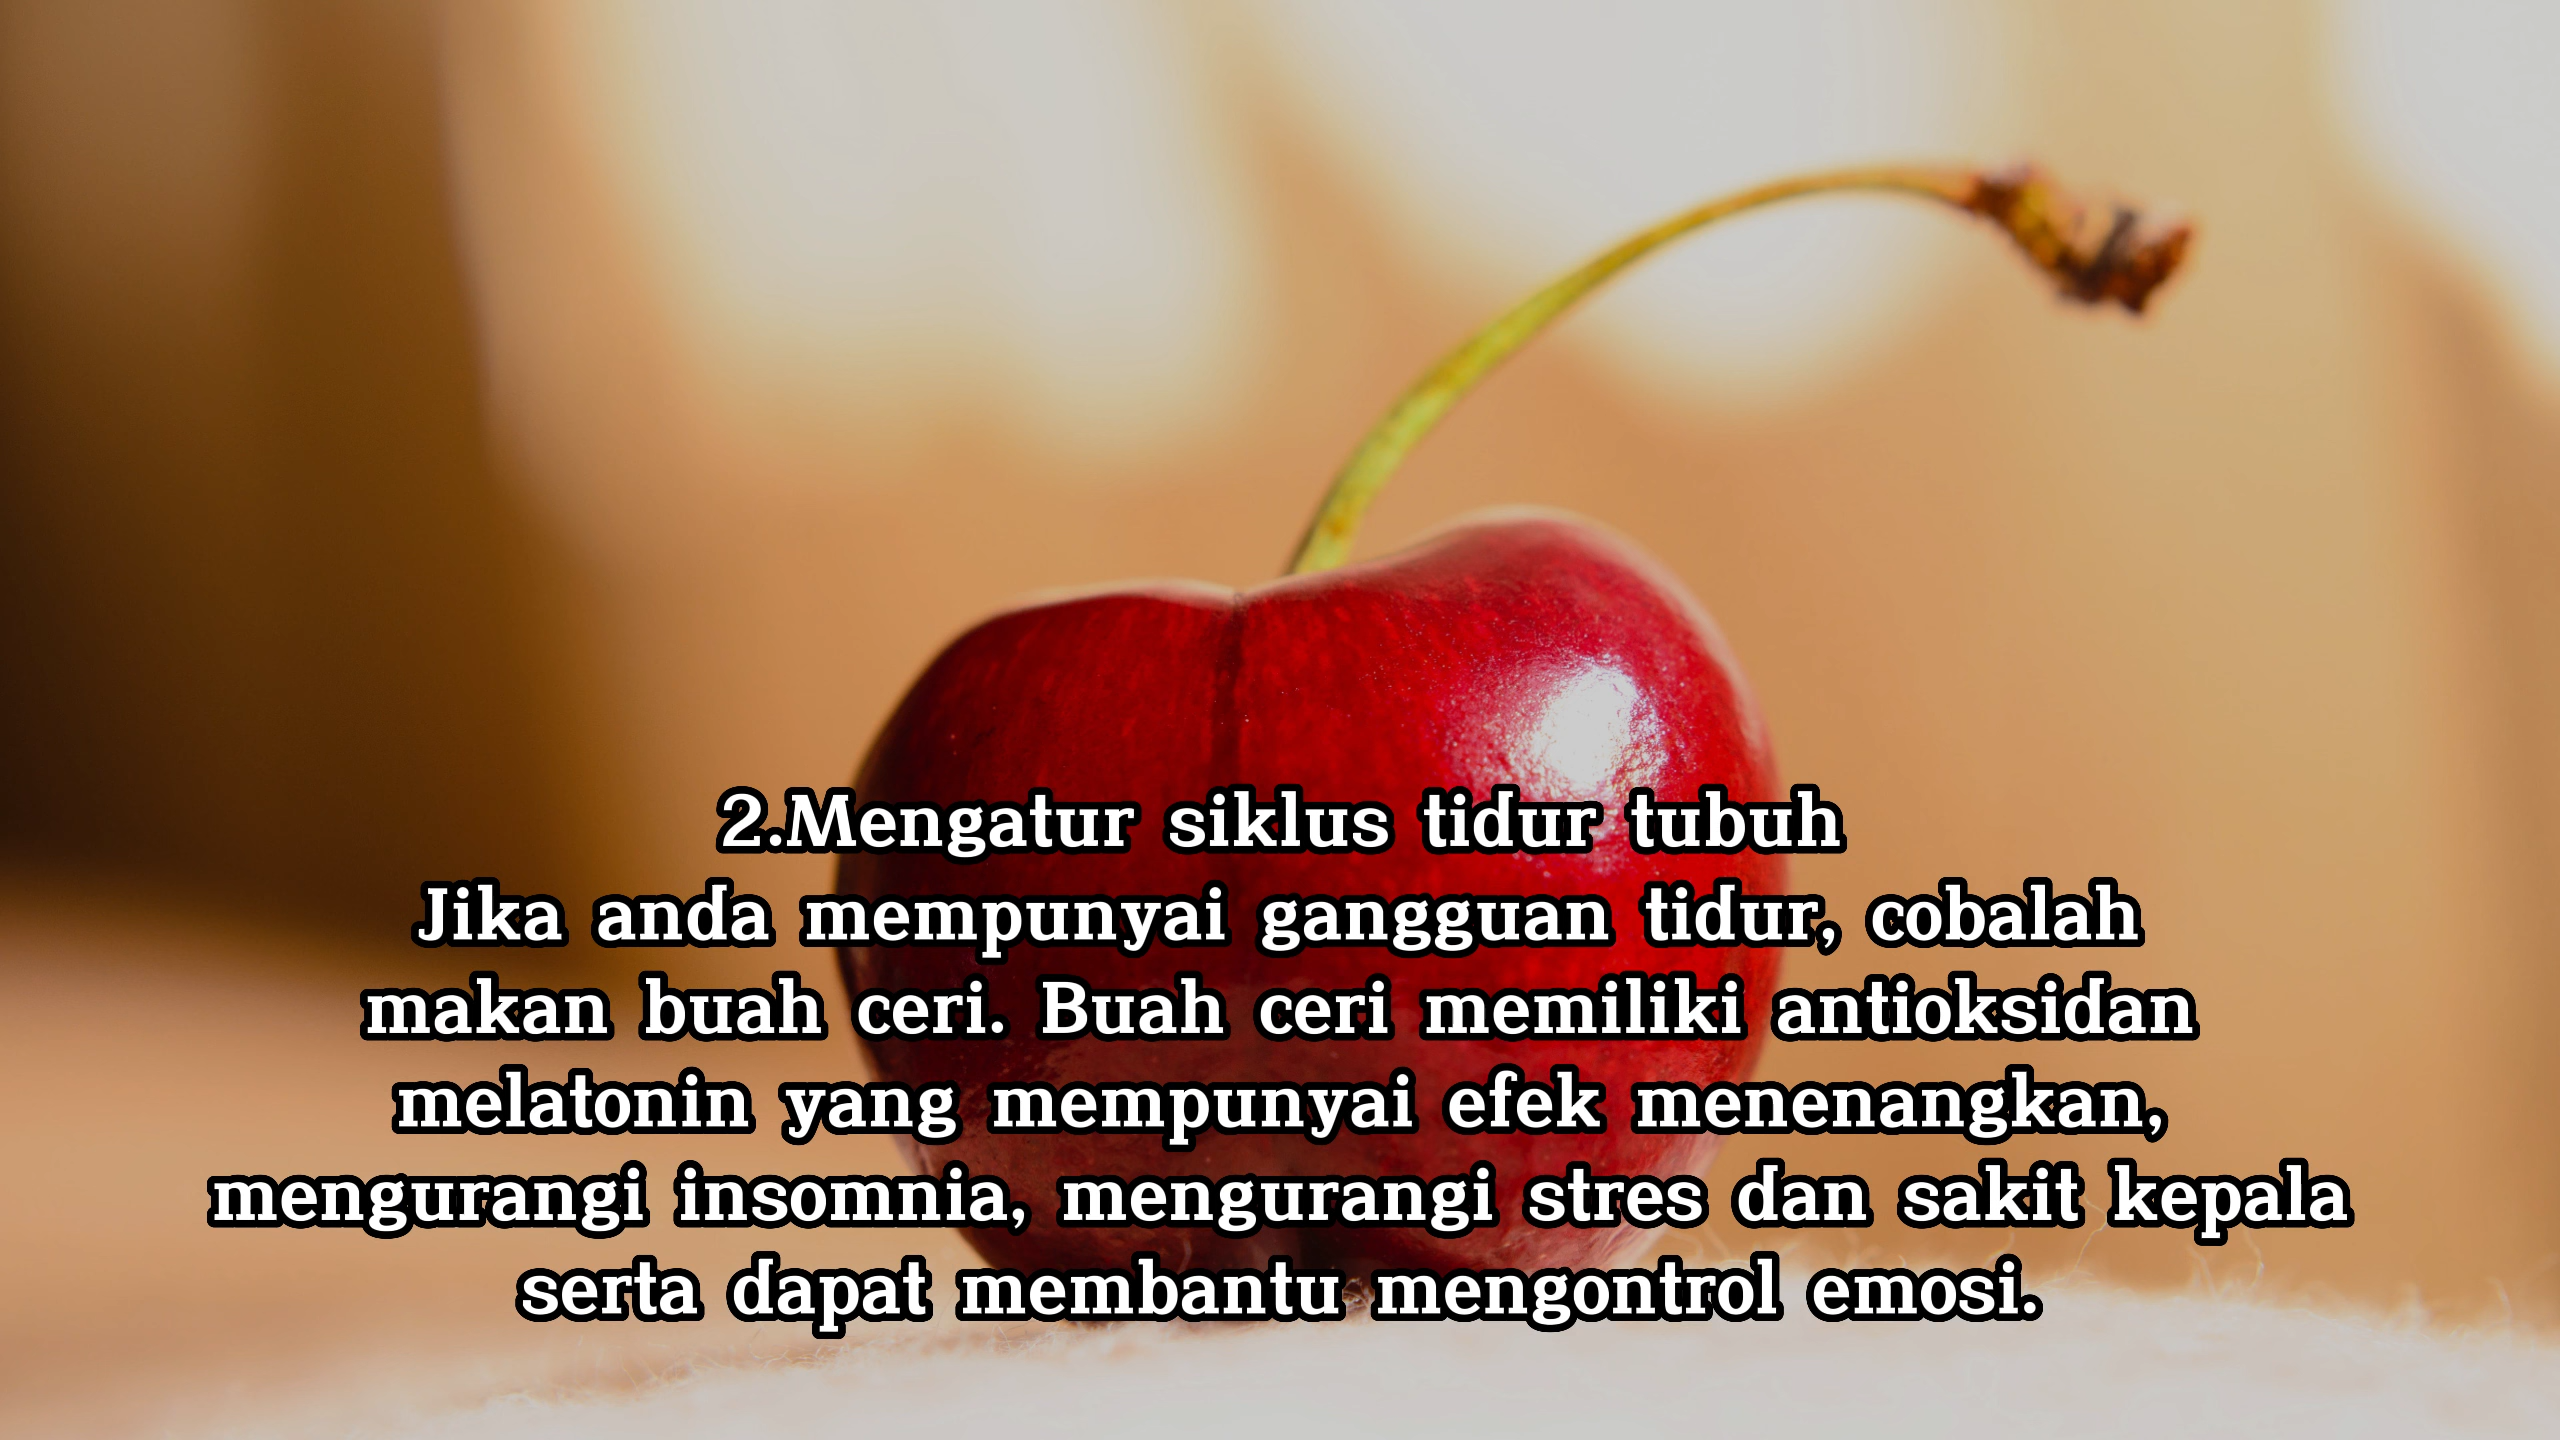 2.Mengatur siklus tidur tubuh
Jika anda mempunyai gangguan tidur, cobalah
makan buah ceri. Buah ceri memiliki antioksidan
melatonin yang mempunyai efek menenangkan,
mengurangi insomnia, mengurangi stres dan sakit kepala
serta dapat membantu mengontrol emosi.